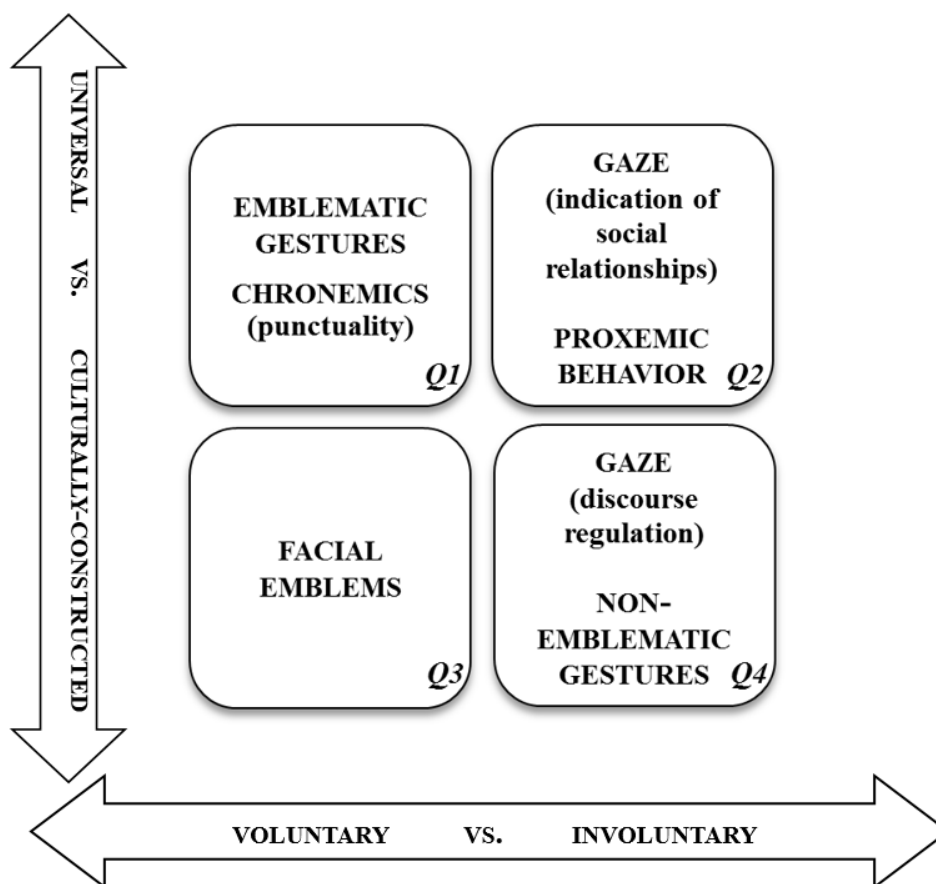 UNIVERSAL VS. CULTURALLY-CONSTRUCTED
EMBLEMATIC
GESTURES
CHRONEMICS
(punctuality)
Q1
GAZE
(indication of
social
relationships)
PROXEMIC
BEHAVIOR Q2
FACIAL
EMBLEMS
Q3
GAZE
(discourse
regulation)
NON-
EMBLEMATIC
GESTURES Q4
VOLUNTARY VS. INVOLUNTARY